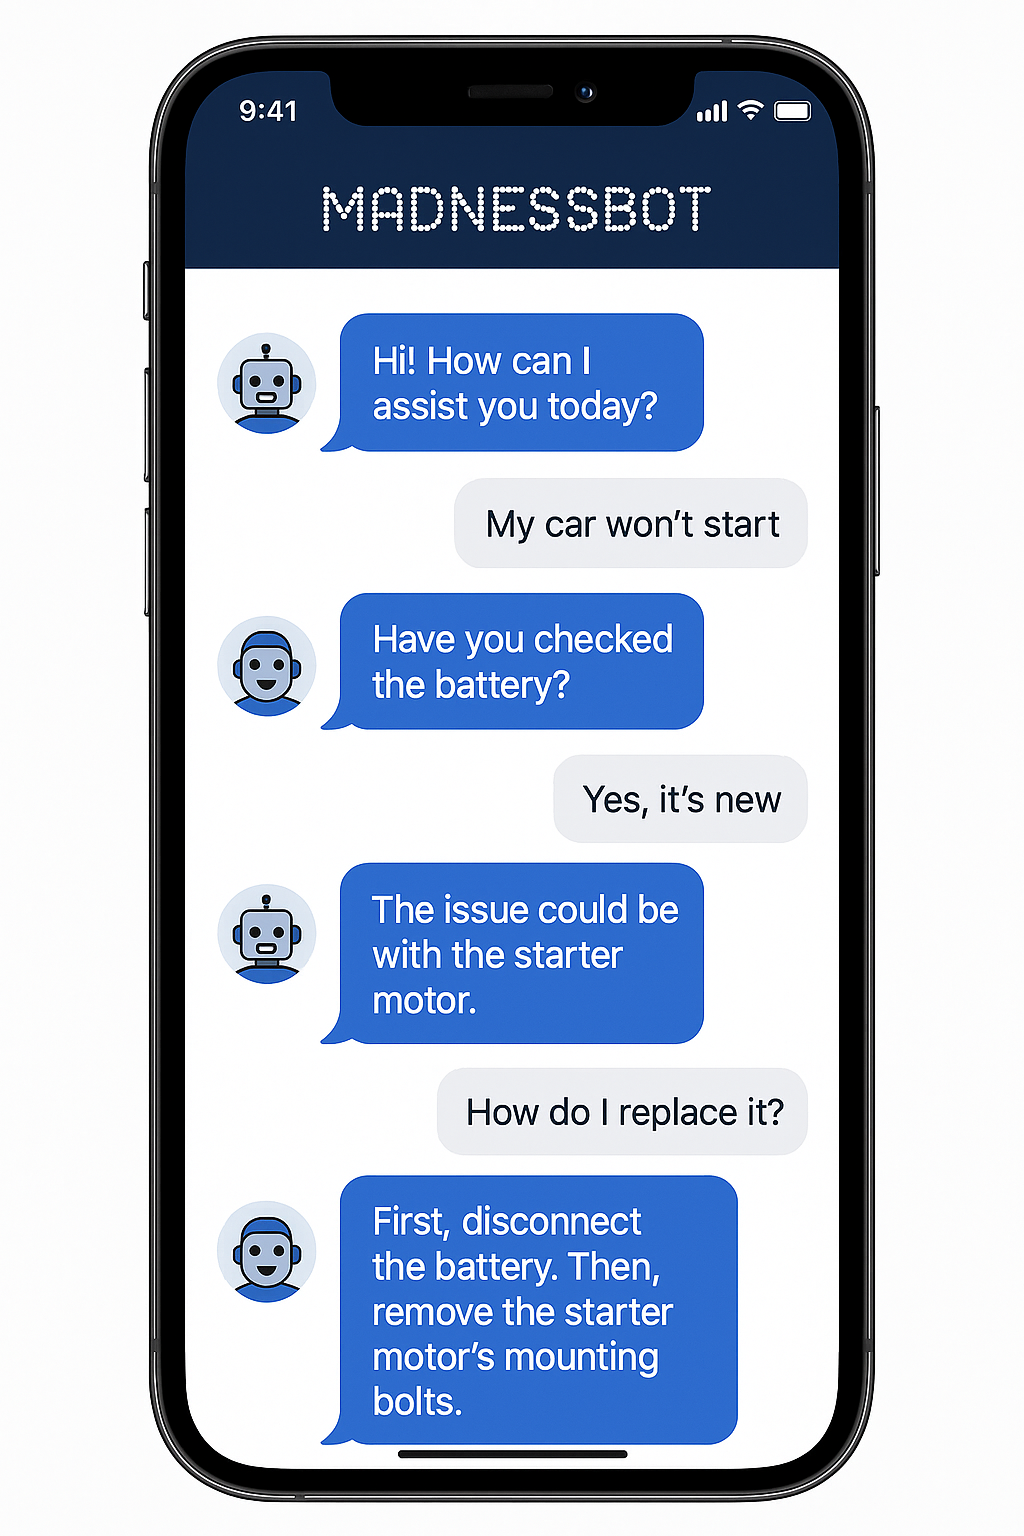 9:41
MADNESSBOT
Hi! How can I
assist you today?
My car won’t start
Have you checked
the battery?
Yes, it’s new
The issue could be
with the starter
motor.
How do I replace it?
First, disconnect
the battery. Then,
remove the starter
motor’s mounting
bolts.